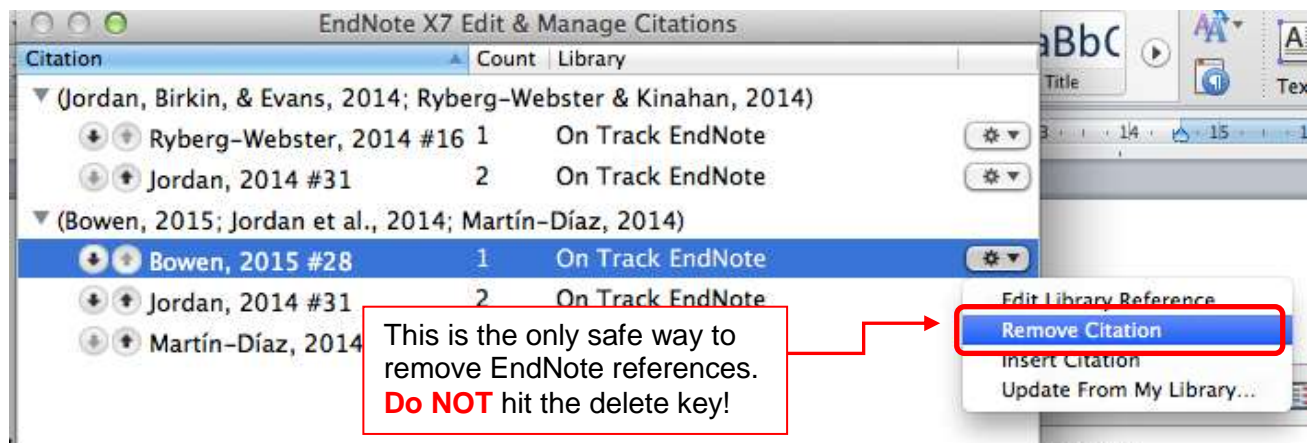 EndNote X7 Edit & Manage Citations
Citation Count Library
(Jordan, Birkin, & Evans, 2014; Ryberg-Webster & Kinahan, 2014)
Ryberg-Webster, 2014 #16 1 On Track EndNote
Jordan, 2014 #31 2 On Track EndNote
(Bowen, 2015; Jordan et al., 2014; Martín-Díaz, 2014)
Bowen, 2015 #28 1 On Track EndNote
Jordan, 2014 #31 2 On Track EndNote
Martín-Díaz, 2014
This is the only safe way to
remove EndNote references.
Do NOT hit the delete key!
Edit Library Reference
Remove Citation
Insert Citation
Update From My Library...
aBbC
Title
Tex
14 15